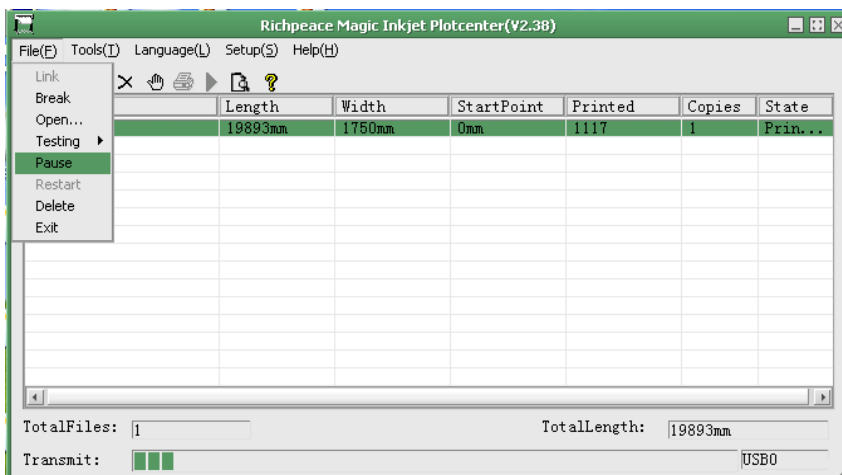 Richpeace Magic Inkjet Plotcenter(V2.38)
File(F) Tools(T) Language(L) Setup(S) Help(H)
Link
Break
Open...
Testing
Pause
Restart
Delete
Exit
Length Width StartPoint Printed Copies State
19893mm 1750mm 0mm 1117 1 Prin...
TotalFiles: 1 TotalLength: 19893mm
Transmit: USB0